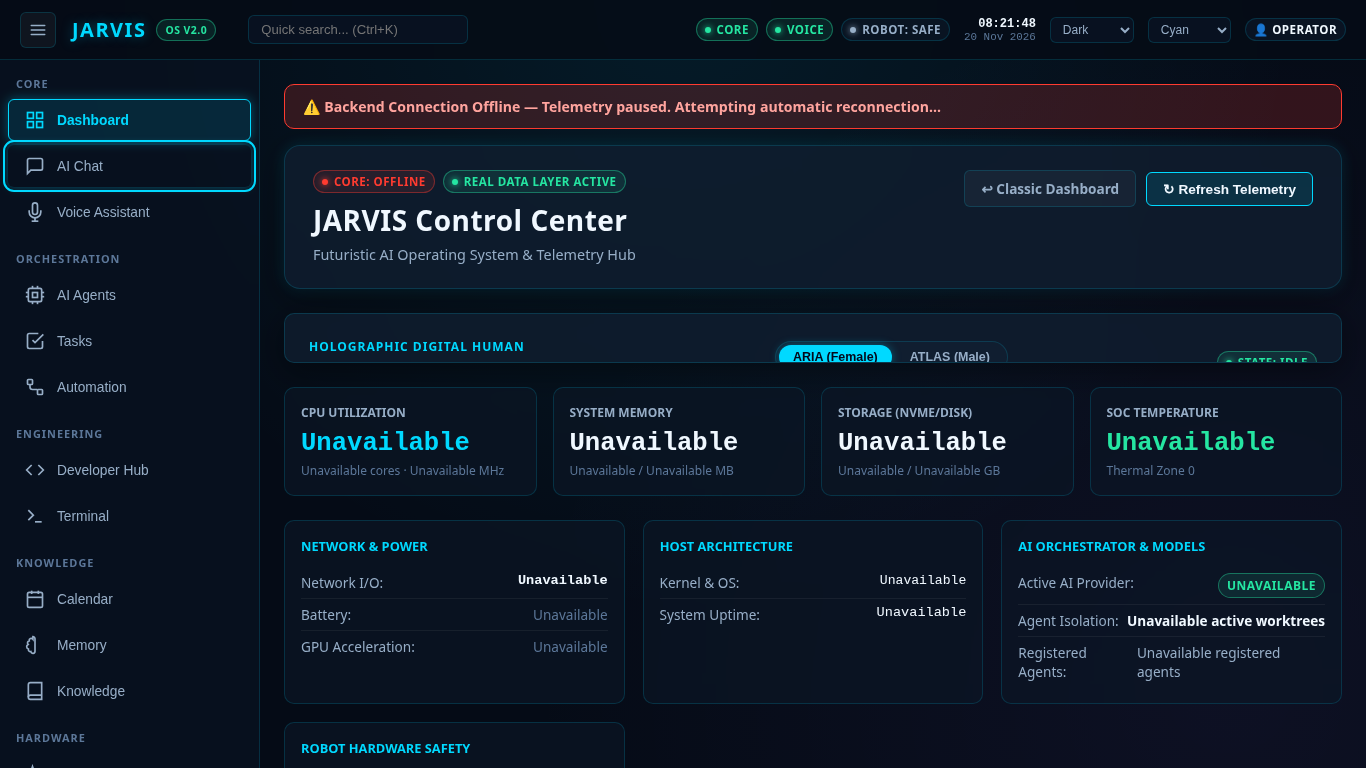 JARVIS
OS V2.0
Quick search... (Ctrl+K)
CORE
VOICE
ROBOT: SAFE
08:21:48
20 Nov 2026
Dark
Cyan
👤 OPERATOR
CORE
Dashboard
AI Chat
Voice Assistant
ORCHESTRATION
AI Agents
Tasks
Automation
ENGINEERING
Developer Hub
Terminal
KNOWLEDGE
Calendar
Memory
Knowledge
HARDWARE
⚠️ Backend Connection Offline — Telemetry paused. Attempting automatic reconnection...
CORE: OFFLINE
REAL DATA LAYER ACTIVE
JARVIS Control Center
Futuristic AI Operating System & Telemetry Hub
↩ Classic Dashboard
↻ Refresh Telemetry
HOLOGRAPHIC DIGITAL HUMAN
ARIA (Female)
ATLAS (Male)
STATE: IDLE
CPU UTILIZATION
Unavailable
Unavailable cores · Unavailable MHz
SYSTEM MEMORY
Unavailable
Unavailable / Unavailable MB
STORAGE (NVME/DISK)
Unavailable
Unavailable / Unavailable GB
SOC TEMPERATURE
Unavailable
Thermal Zone 0
NETWORK & POWER
Network I/O: Unavailable
Battery: Unavailable
GPU Acceleration: Unavailable
HOST ARCHITECTURE
Kernel & OS: Unavailable
System Uptime: Unavailable
AI ORCHESTRATOR & MODELS
Active AI Provider: UNAVAILABLE
Agent Isolation: Unavailable active worktrees
Registered Agents: Unavailable registered agents
ROBOT HARDWARE SAFETY